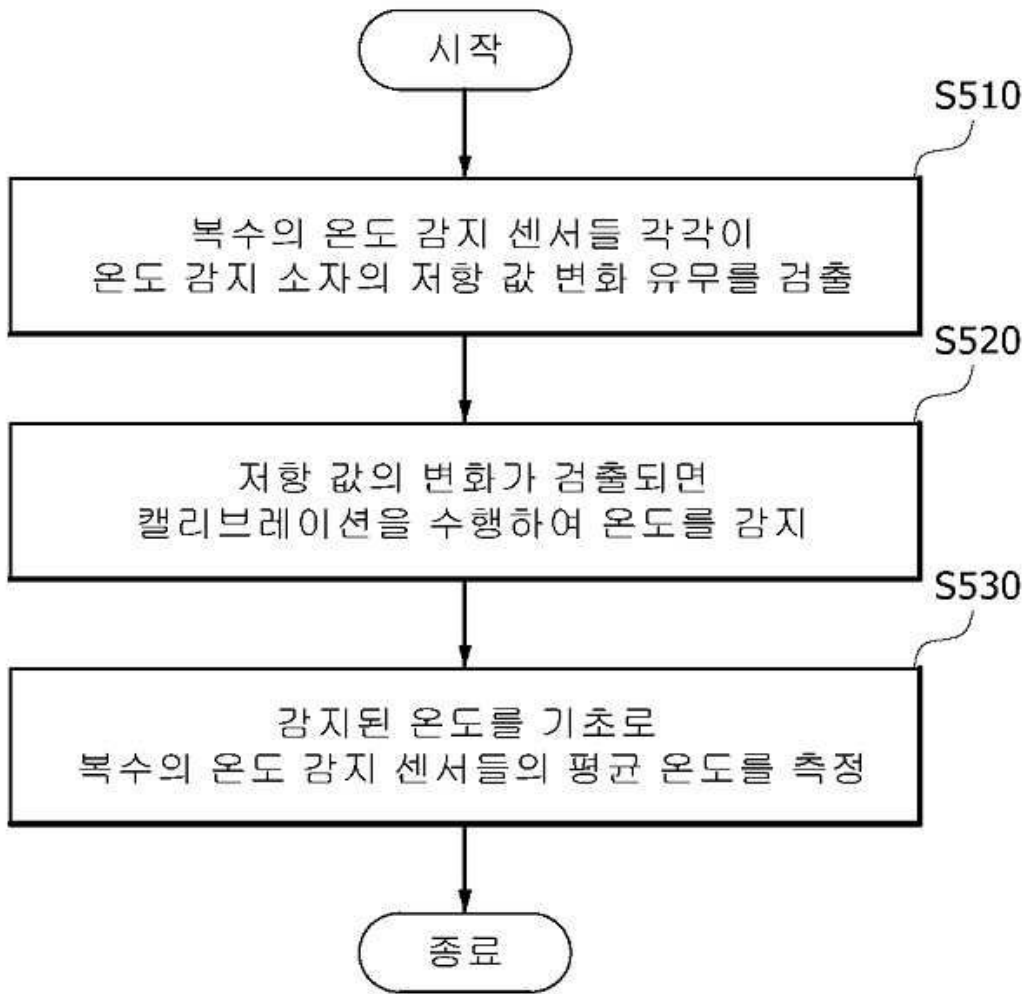 시작
S510
복수의 온도 감지 센서들 각각이
온도 감지 소자의 저항 값 변화 유무를 검출
S520
저항 값의 변화가 검출되면
캘리브레이션을 수행하여 온도를 감지
S530
감지된 온도를 기초로
복수의 온도 감지 센서들의 평균 온도를 측정
종료